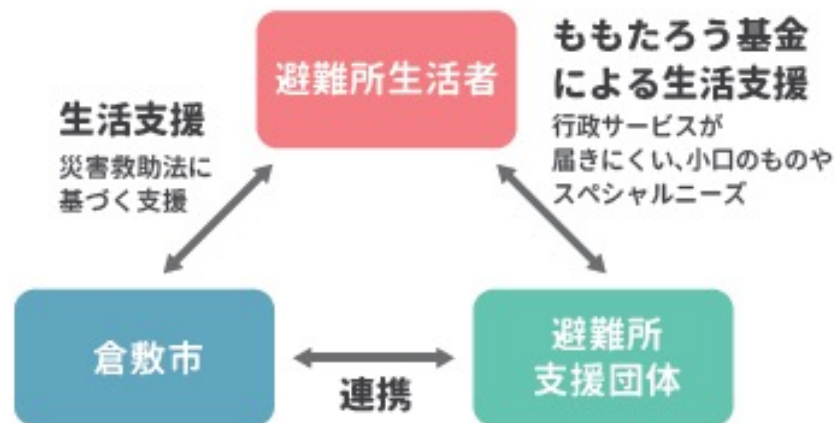 避難所生活者
ももたろう基金
による生活支援
行政サービスが
届きにくい、小口のものや
スペシャルニーズ
生活支援
災害救助法に
基づく支援
倉敷市
連携
避難所
支援団体